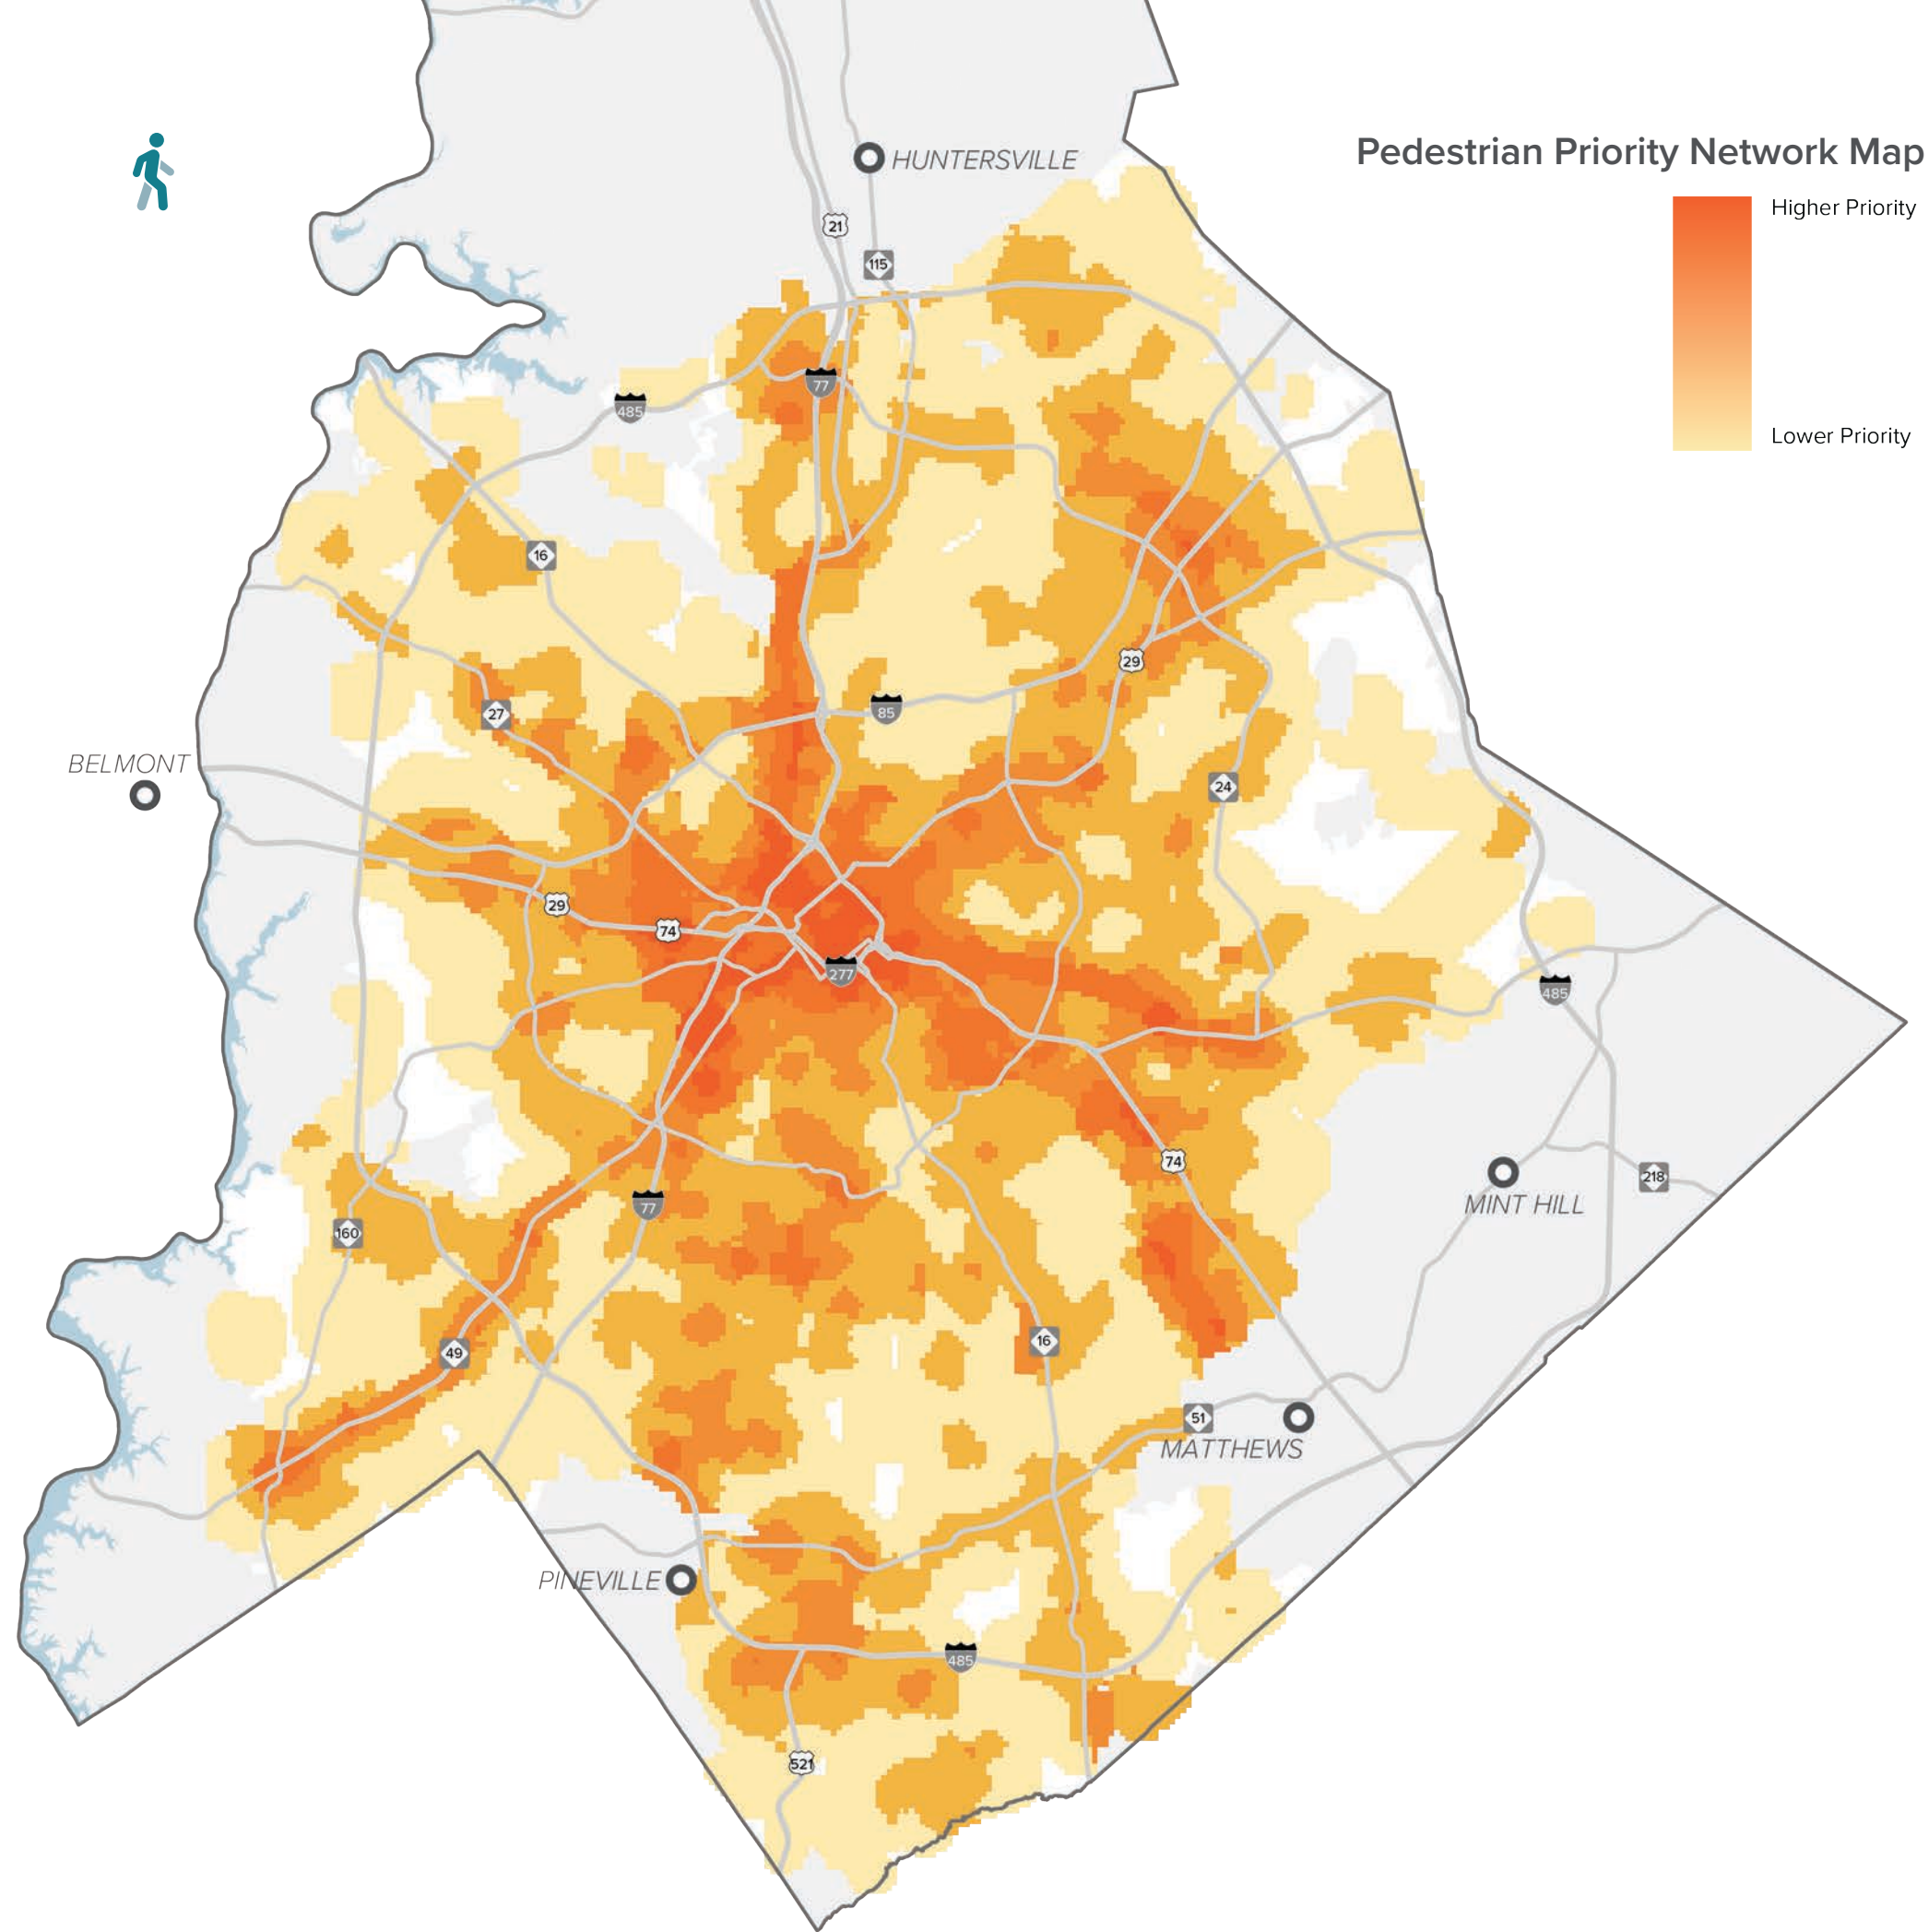 Pedestrian Priority Network Map
HUNTERSVILLE
Higher Priority
21
115
77
485
Lower Priority
16
29
27
85
BELMONT
24
29
74
277
485
74
MINT HILL
218
77
160
16
49
51
MATTHEWS
PINEVILLE
485
521